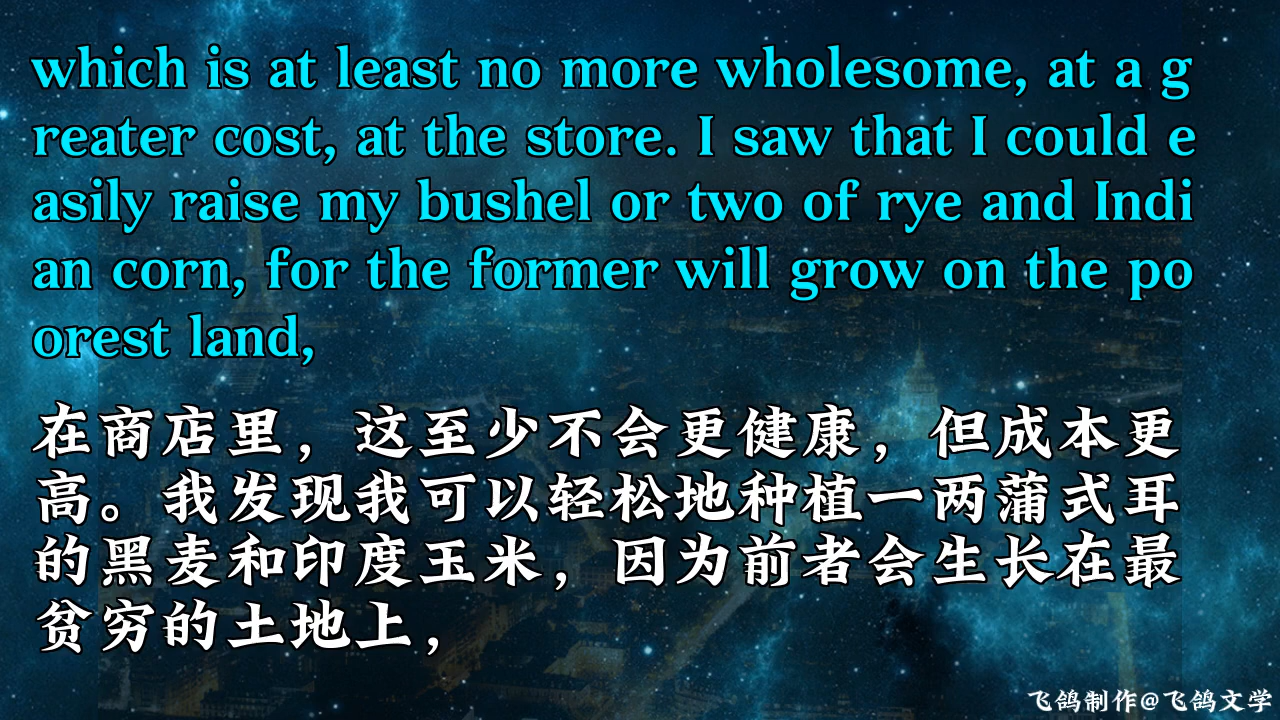 which is at least no more wholesome, at a g
reater cost, at the store. I saw that I could e
asily raise my bushel or two of rye and Indi
an corn, for the former will grow on the po
orest land,
在商店里，这至少不会更健康，但成本更
高。我发现我可以轻松地种植一两蒲式耳
的黑麦和印度玉米，因为前者会生长在最
贫穷的土地上，
飞鸽制作@飞鸽文学